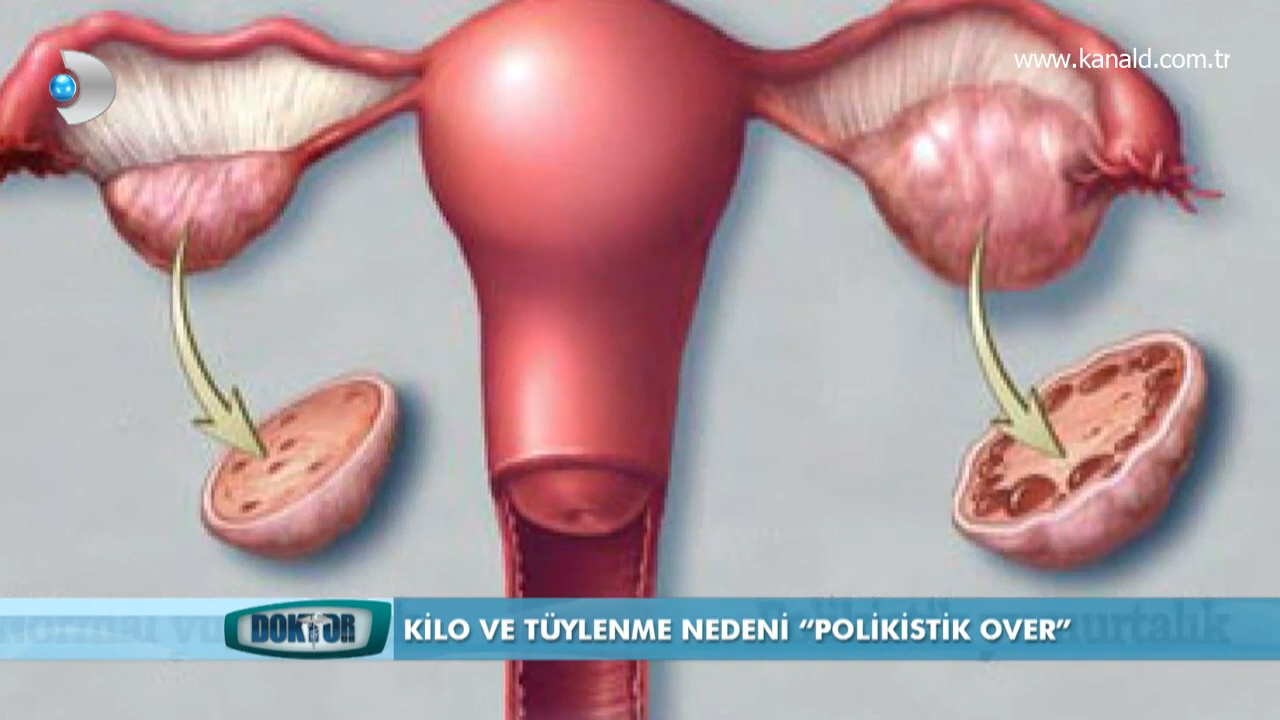 www.kanald.com.tr
DOKTOR
KİLO VE TÜYLENME NEDENİ “POLİKİSTİK OVER”